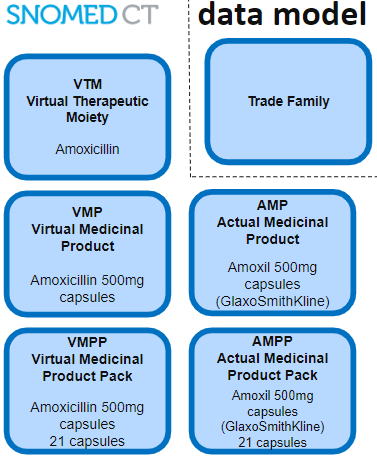 SNOMED CT
data model
VTM
Virtual Therapeutic
Moiety
Amoxicillin
Trade Family
VMP
Virtual Medicinal
Product
Amoxicillin 500mg
capsules
AMP
Actual Medicinal
Product
Amoxil 500mg
capsules
(GlaxoSmithKline)
VMPP
Virtual Medicinal
Product Pack
Amoxicillin 500mg
capsules
21 capsules
AMPP
Actual Medicinal
Product Pack
Amoxil 500mg
capsules
(GlaxoSmithKline)
21 capsules